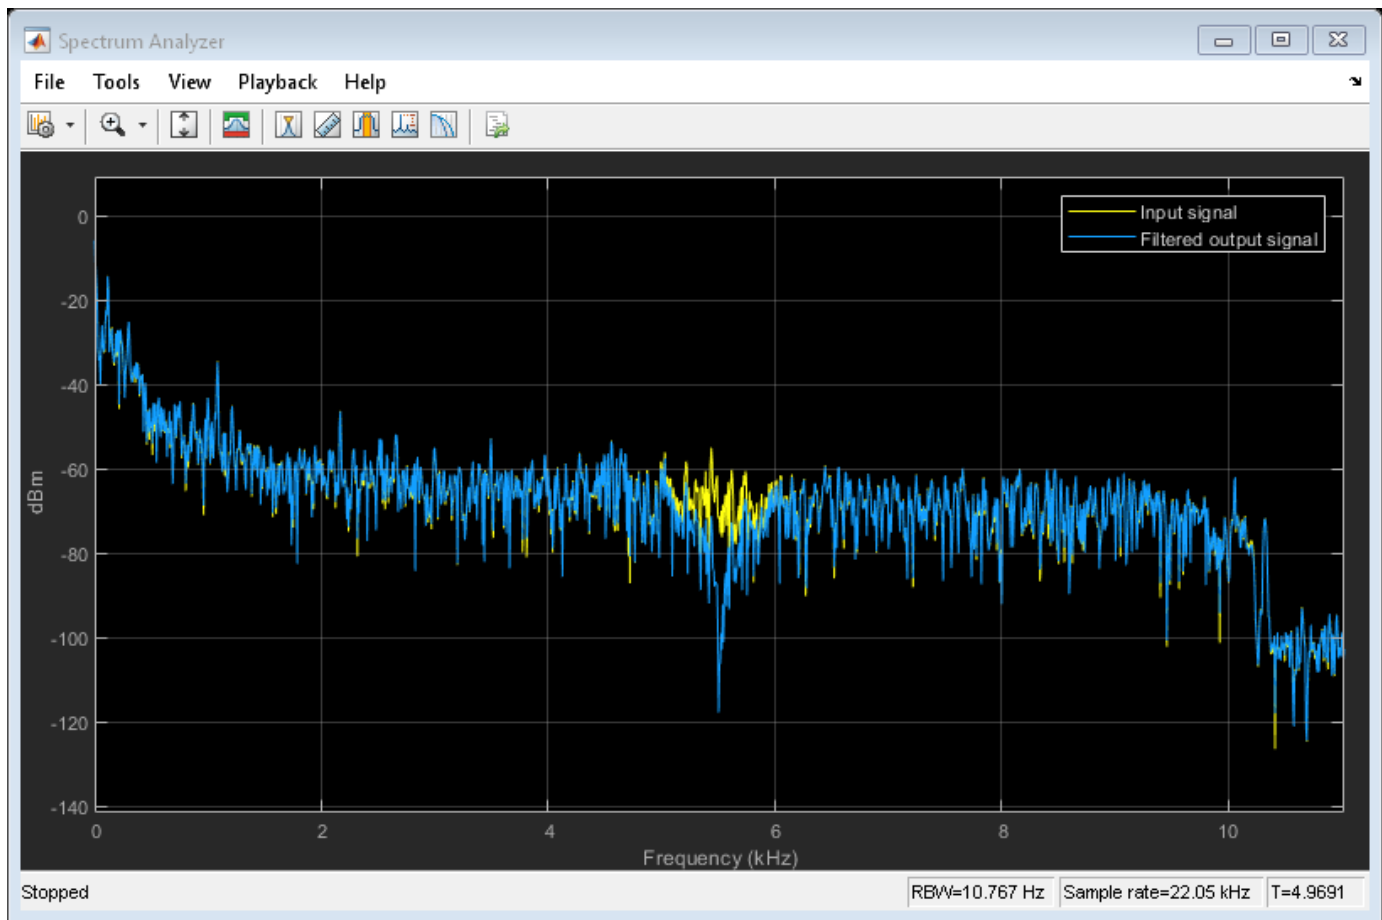 Spectrum Analyzer
File Tools View Playback Help
Input signal
Filtered output signal
0
-20
-40
-60
-80
-100
-120
-140
dBm
0 2 4 6 8 10
Frequency (kHz)
Stopped RBW=10.767 Hz Sample rate=22.05 kHz T=4.9691